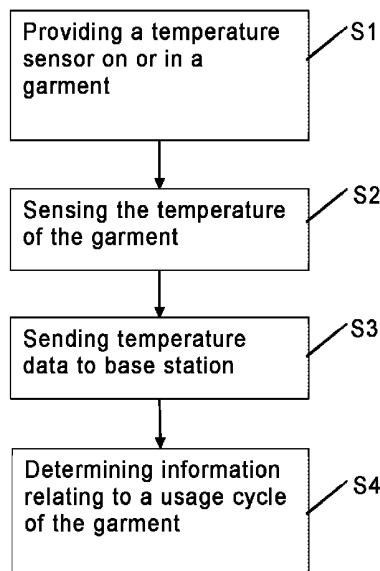 Providing a temperature
sensor on or in a
garment
S1
Sensing the temperature
of the garment
S2
Sending temperature
data to base station
S3
Determining information
relating to a usage cycle
of the garment
S4